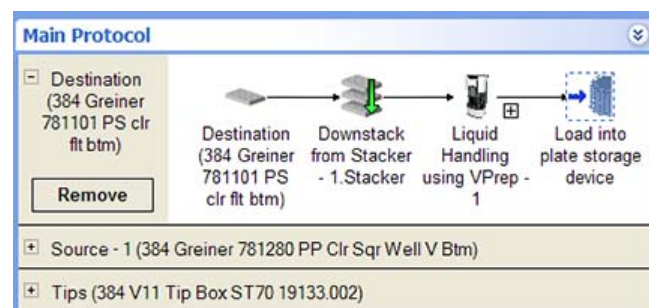 Main Protocol
Destination
(384 Greiner
781101 PS clr
flt btm)
Remove
Destination
(384 Greiner
781101 PS
clr flt btm)
Downstack
from Stacker
- 1.Stacker
Liquid
Handling
using VPrep -
1
Load into
plate storage
device
Source - 1 (384 Greiner 781280 PP Clr Sqr Well V Btm)
Tips (384 V11 Tip Box ST70 19133.002)